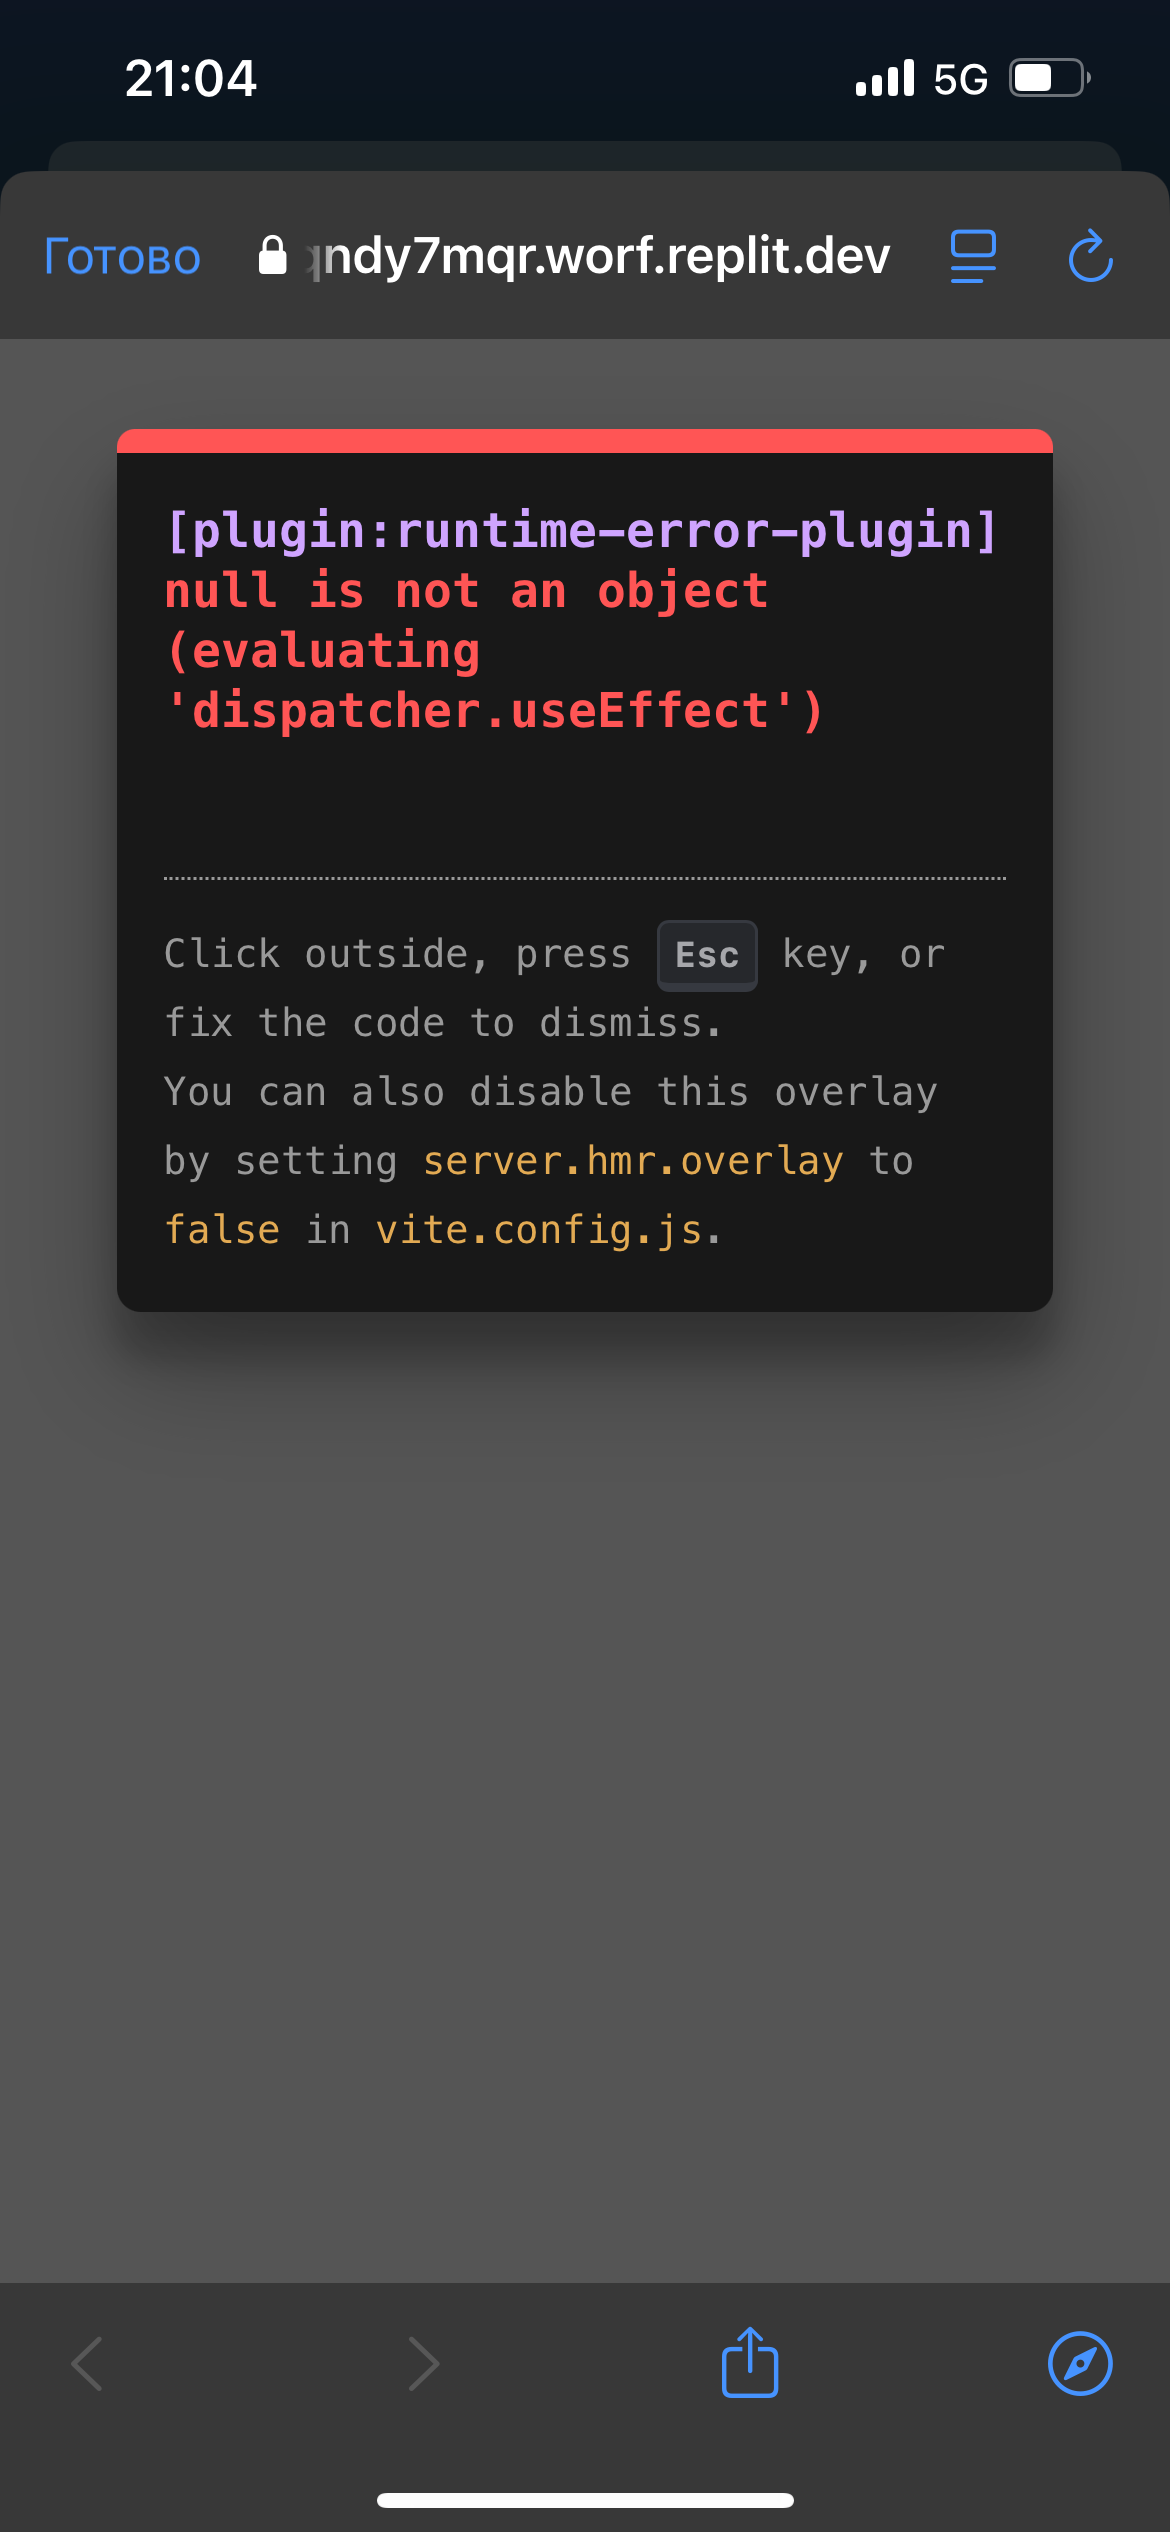 21:04
5G
Готово
qndy7mqr.worf.replit.dev
[plugin:runtime-error-plugin]
null is not an object
(evaluating
'dispatcher.useEffect')
Click outside, press Esc key, or
fix the code to dismiss.
You can also disable this overlay
by setting server.hmr.overlay to
false in vite.config.js.